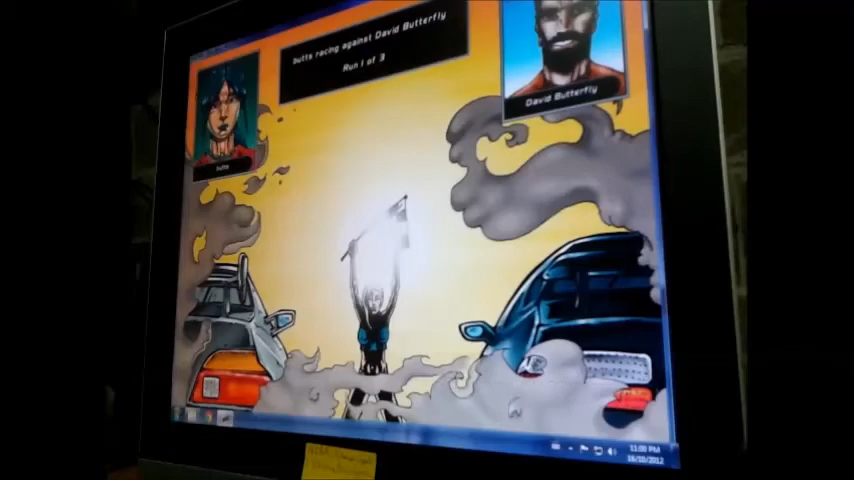 butts racing against David Butterfly
Run 1 of 3
David Butterfly
butts
11:00 PM
16/10/2012